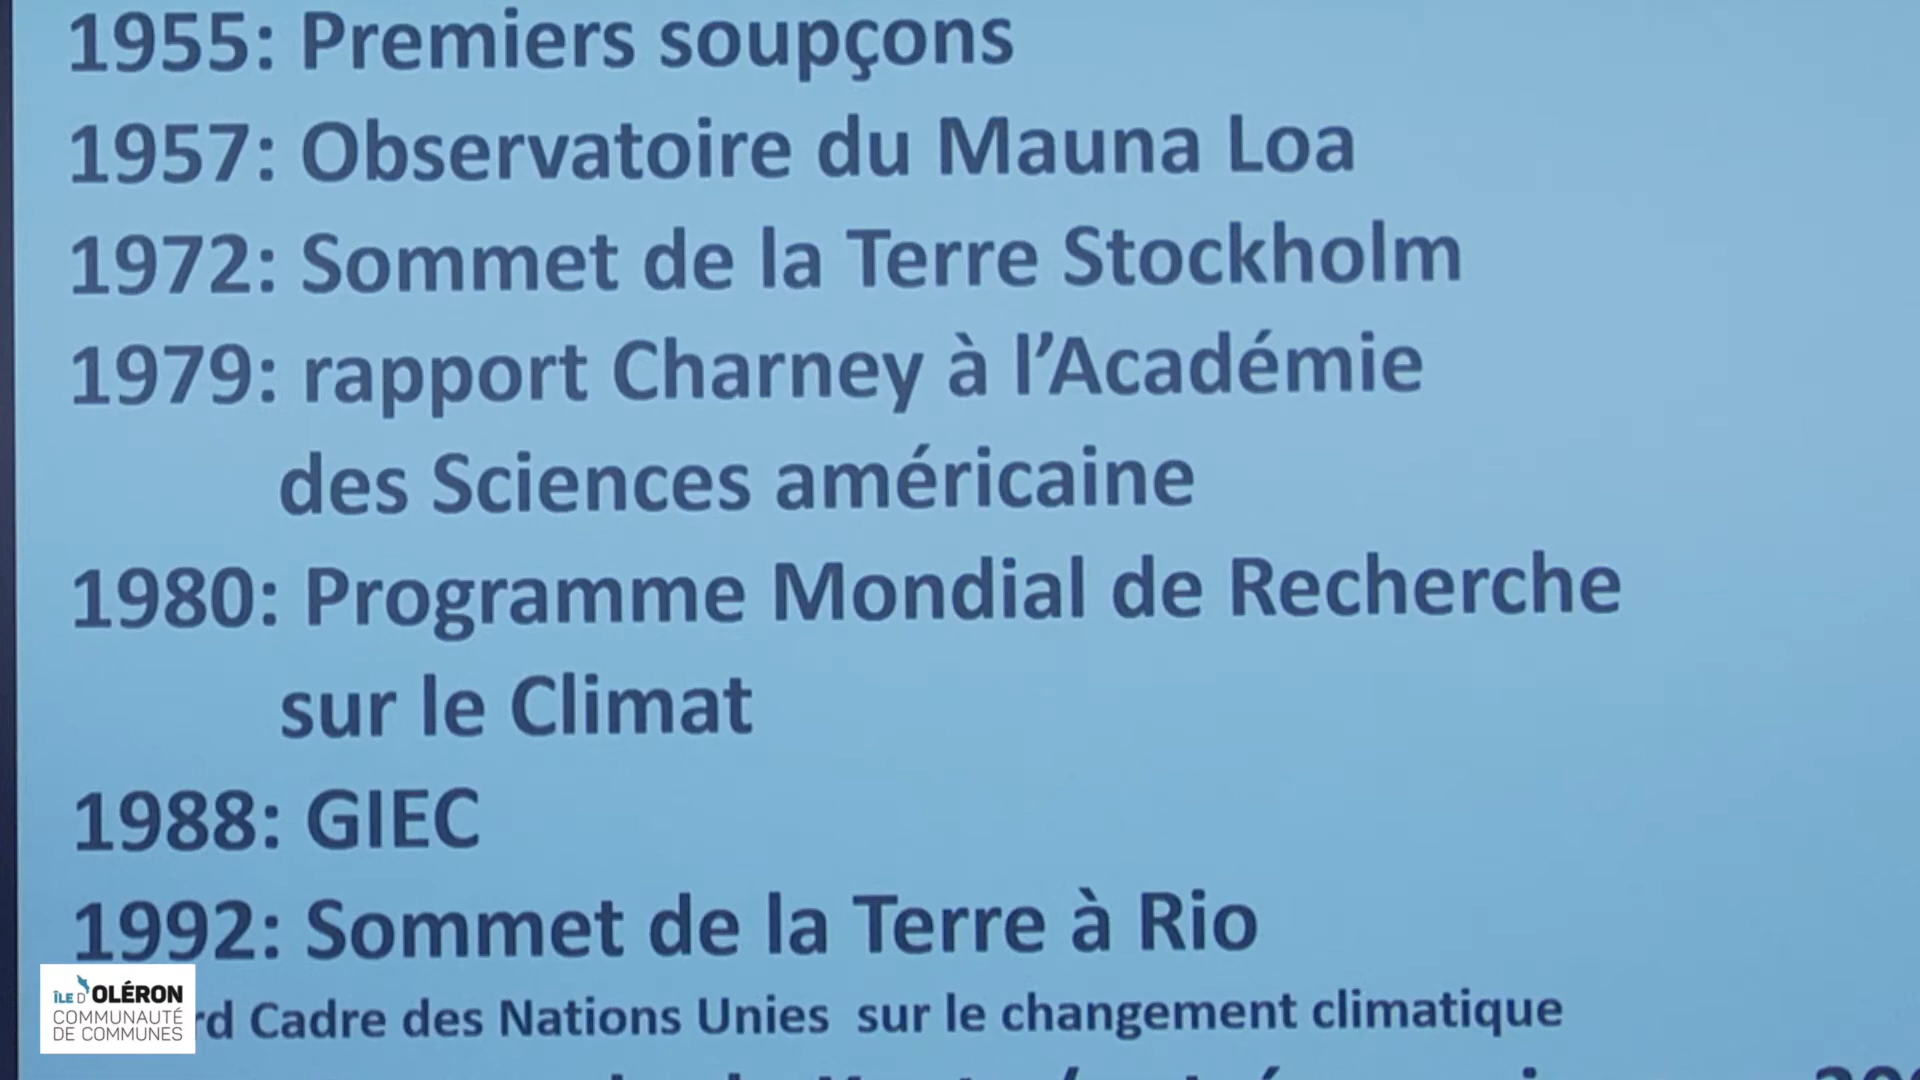 1955: Premiers soupçons
1957: Observatoire du Mauna Loa
1972: Sommet de la Terre Stockholm
1979: rapport Charney à l’Académie
des Sciences américaine
1980: Programme Mondial de Recherche
sur le Climat
1988: GIEC
1992: Sommet de la Terre à Rio
Cadre des Nations Unies sur le changement climatique
ÎLE D'OLÉRON
COMMUNAUTÉ
DE COMMUNES